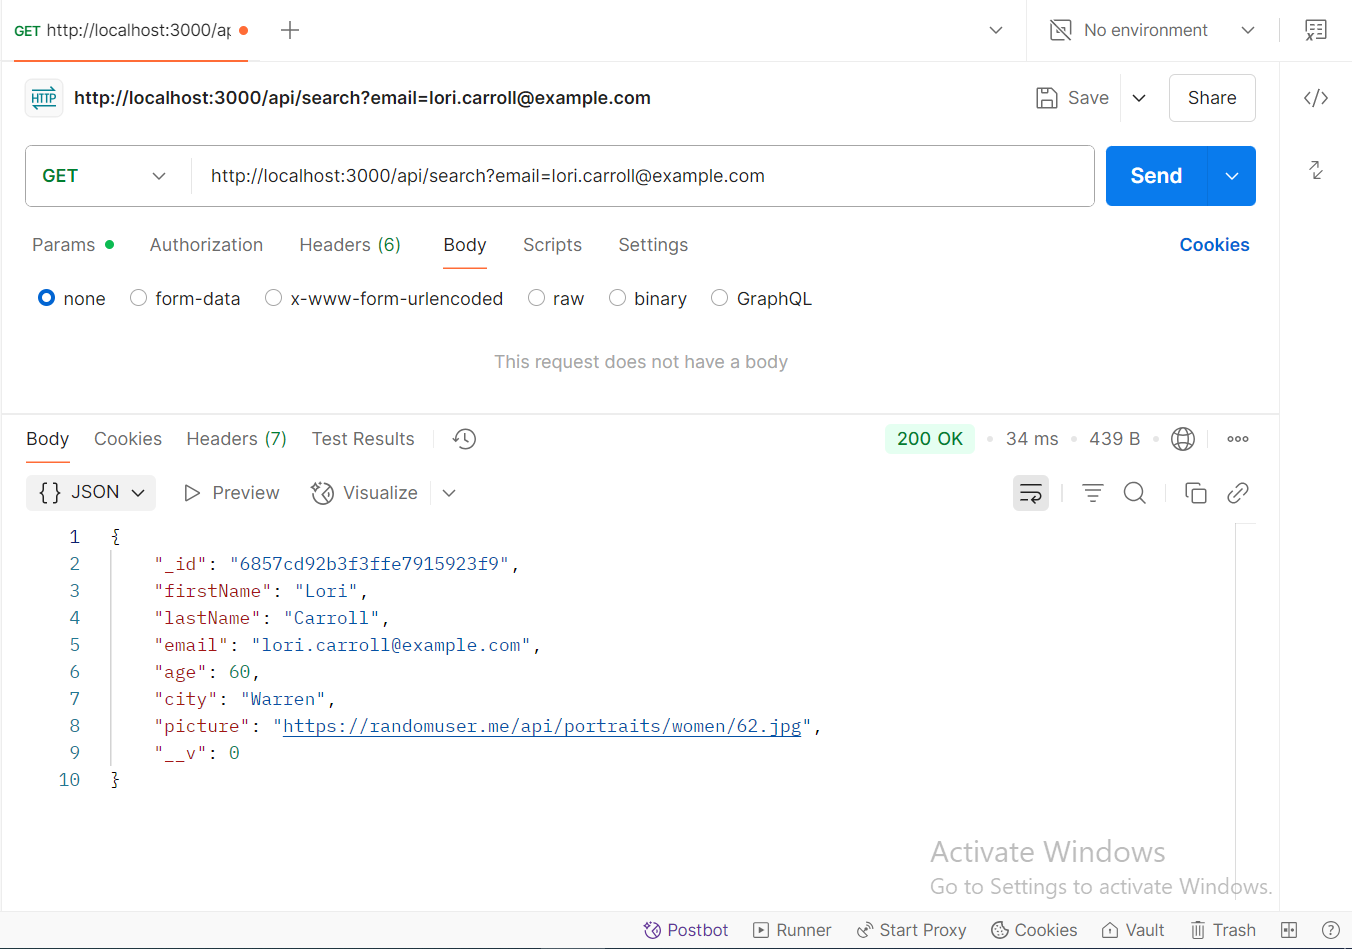 GET http://localhost:3000/ap
No environment
HTTP http://localhost:3000/api/search?email=lori.carroll@example.com
Save
Share
GET http://localhost:3000/api/search?email=lori.carroll@example.com
Send
Params Authorization Headers (6) Body Scripts Settings Cookies
none form-data x-www-form-urlencoded raw binary GraphQL
This request does not have a body
Body Cookies Headers (7) Test Results 200 OK 34 ms 439 B
{} JSON Preview Visualize
1 {
2 "_id": "6857cd92b3f3ffe7915923f9",
3 "firstName": "Lori",
4 "lastName": "Carroll",
5 "email": "lori.carroll@example.com",
6 "age": 60,
7 "city": "Warren",
8 "picture": "https://randomuser.me/api/portraits/women/62.jpg",
9 "__v": 0
10 }
Activate Windows
Go to Settings to activate Windows.
Postbot Runner Start Proxy Cookies Vault Trash